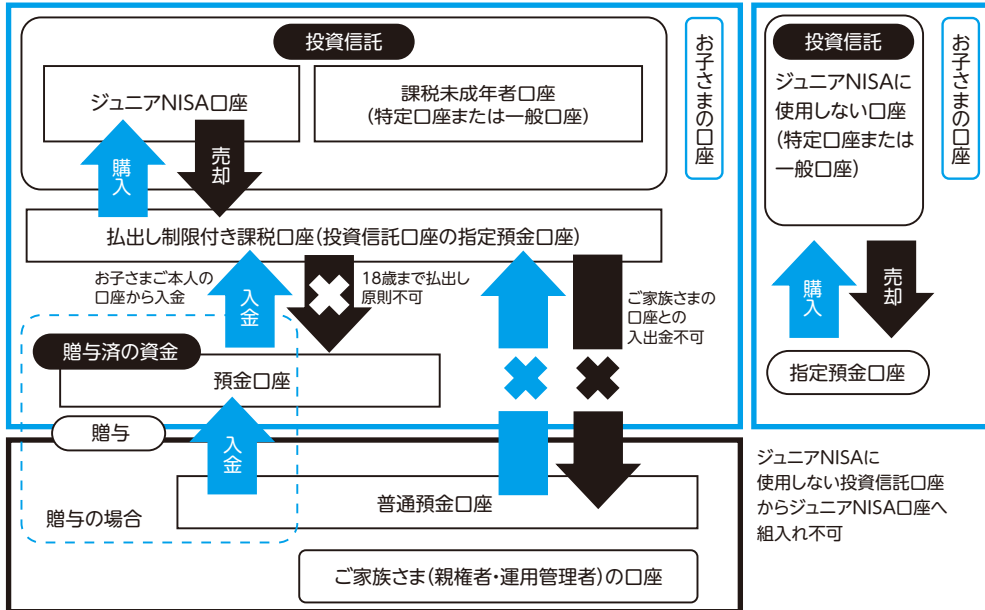 投資信託
ジュニアNISA口座
課税未成年者口座
(特定口座または一般口座)
お子さまの口座
購入
売却
払出し制限付き課税口座(投資信託口座の指定預金口座)
お子さまご本人の
口座から入金
入金
18歳まで払出し
原則不可
ご家族さまの
口座との
入出金不可
贈与済の資金
預金口座
贈与
入金
贈与の場合
普通預金口座
ご家族さま(親権者・運用管理者)の口座
投資信託
ジュニアNISAに
使用しない口座
(特定口座または
一般口座)
お子さまの口座
購入
売却
指定預金口座
ジュニアNISAに
使用しない投資信託口座
からジュニアNISA口座へ
組入れ不可